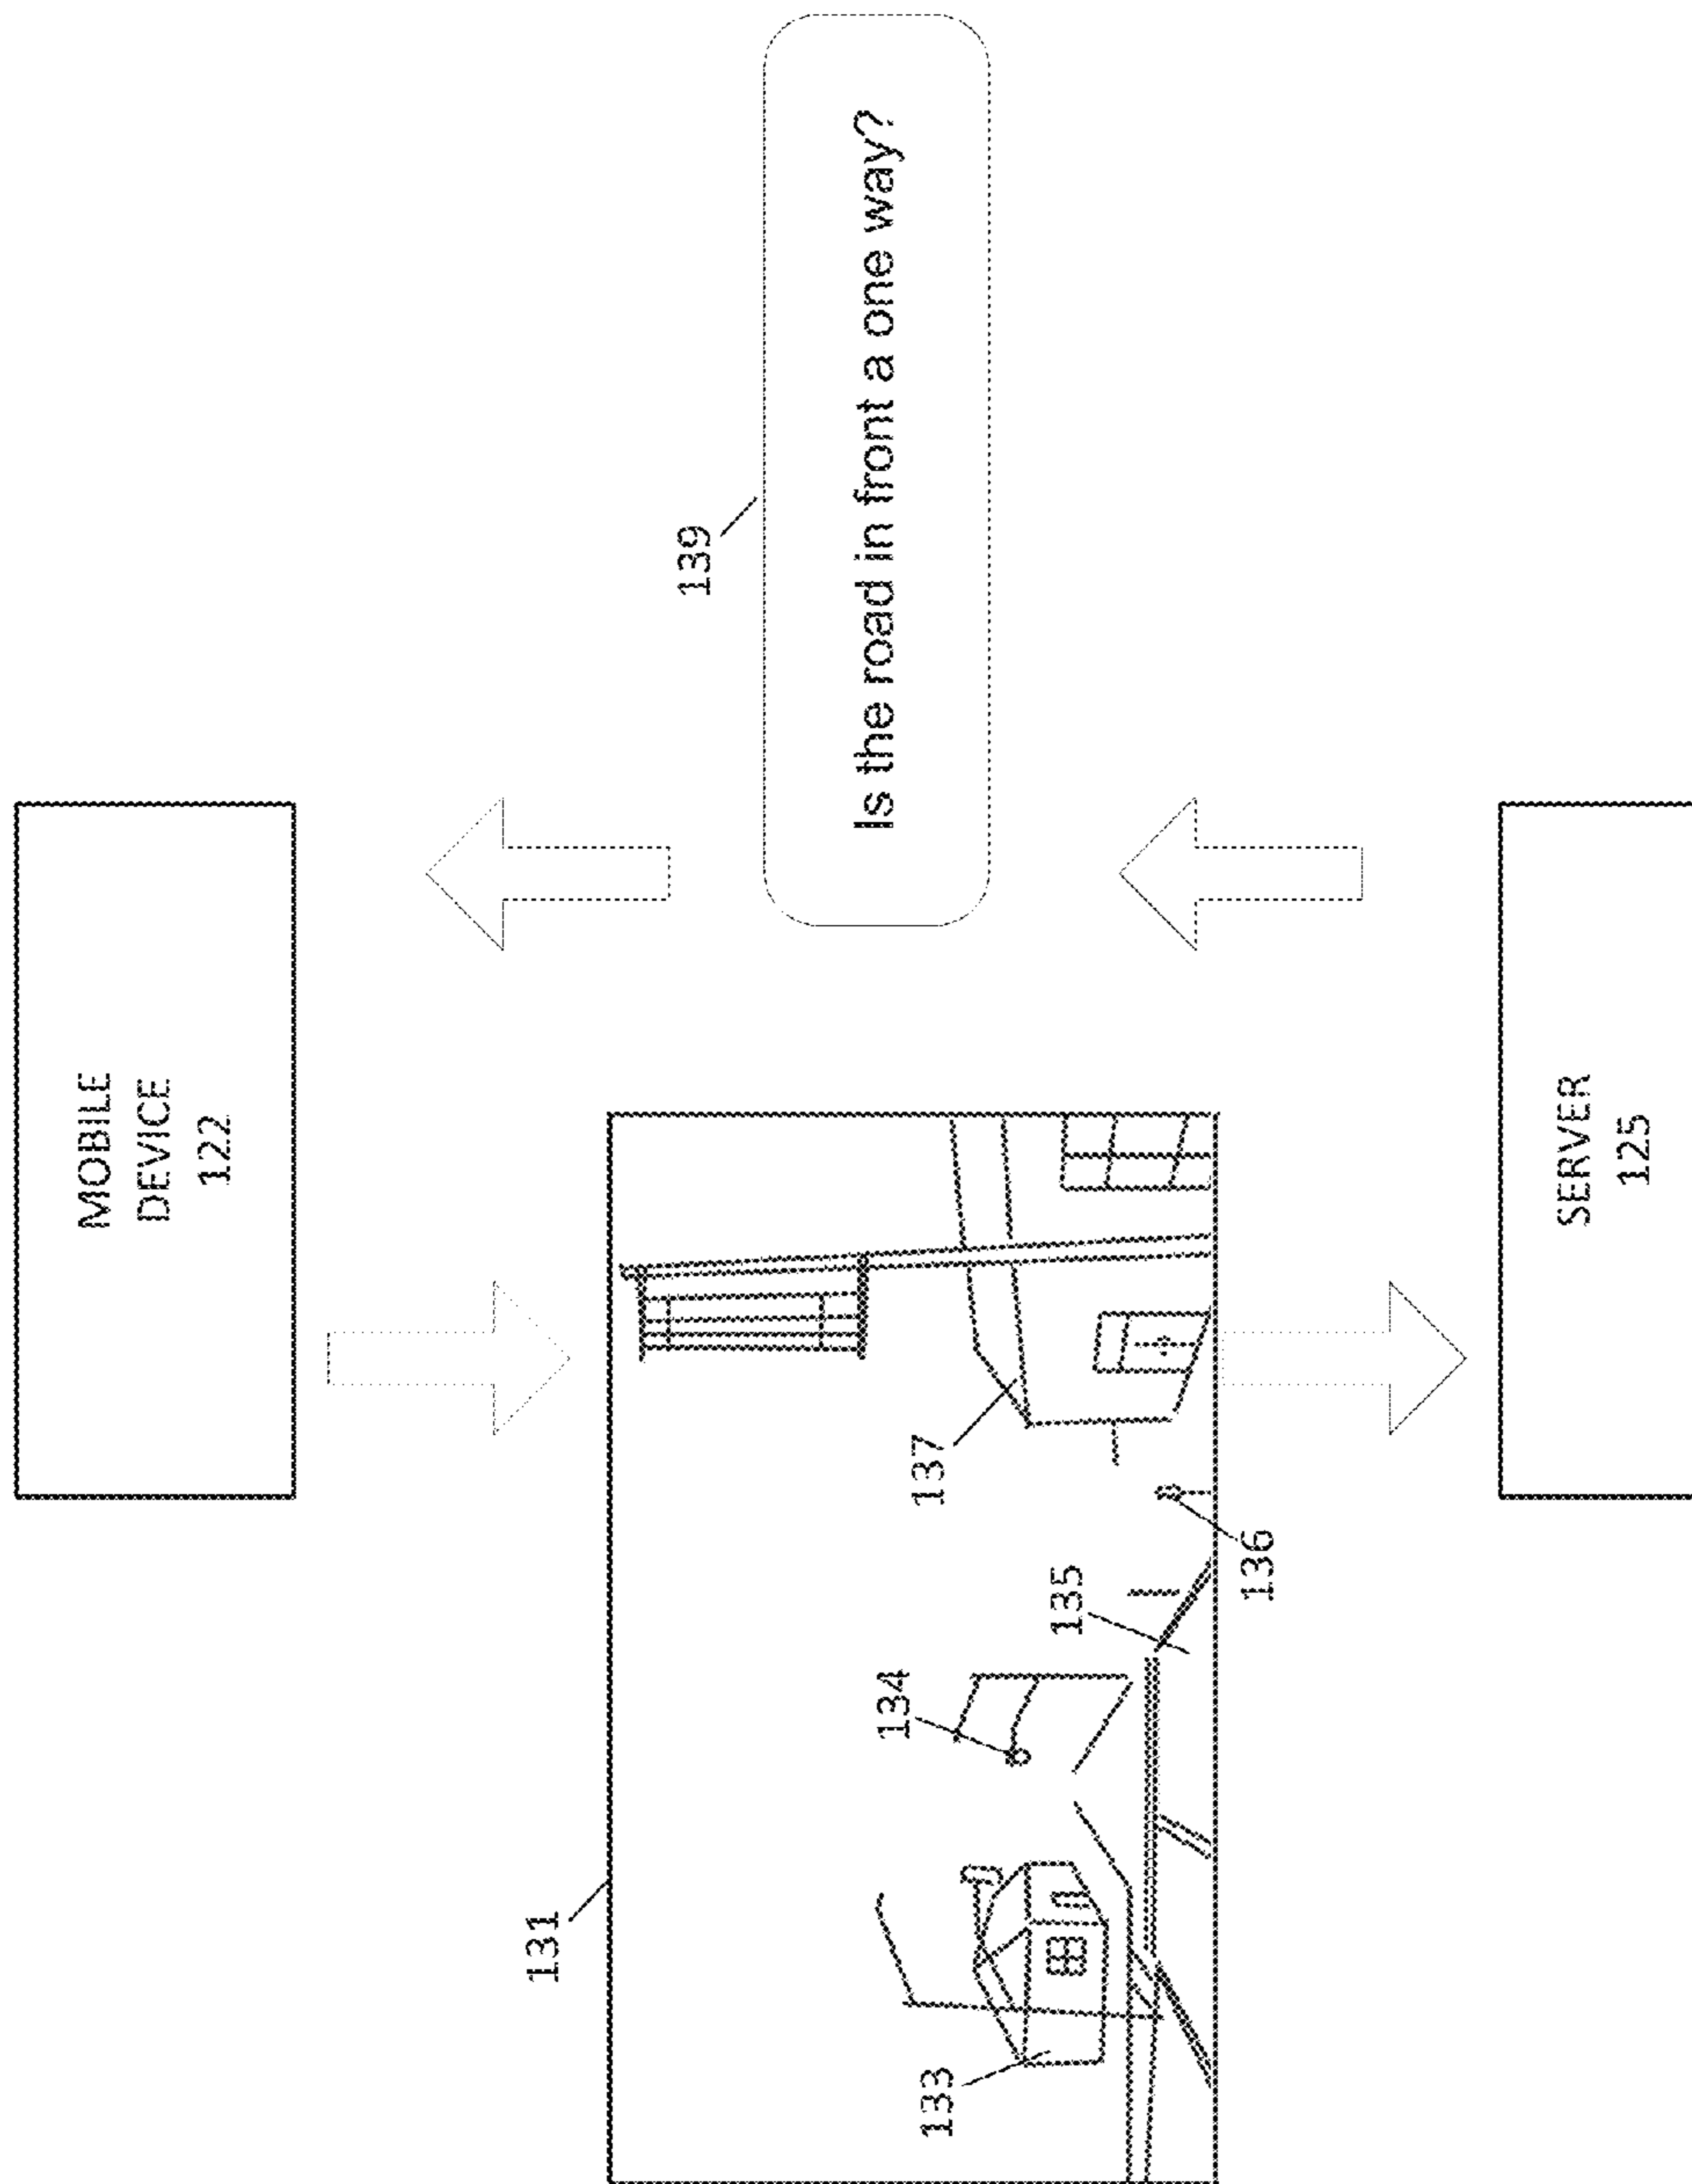 MOBILE
DEVICE
122
131
133
134
135
136
137
139
Is the road in front a one way?
SERVER
125